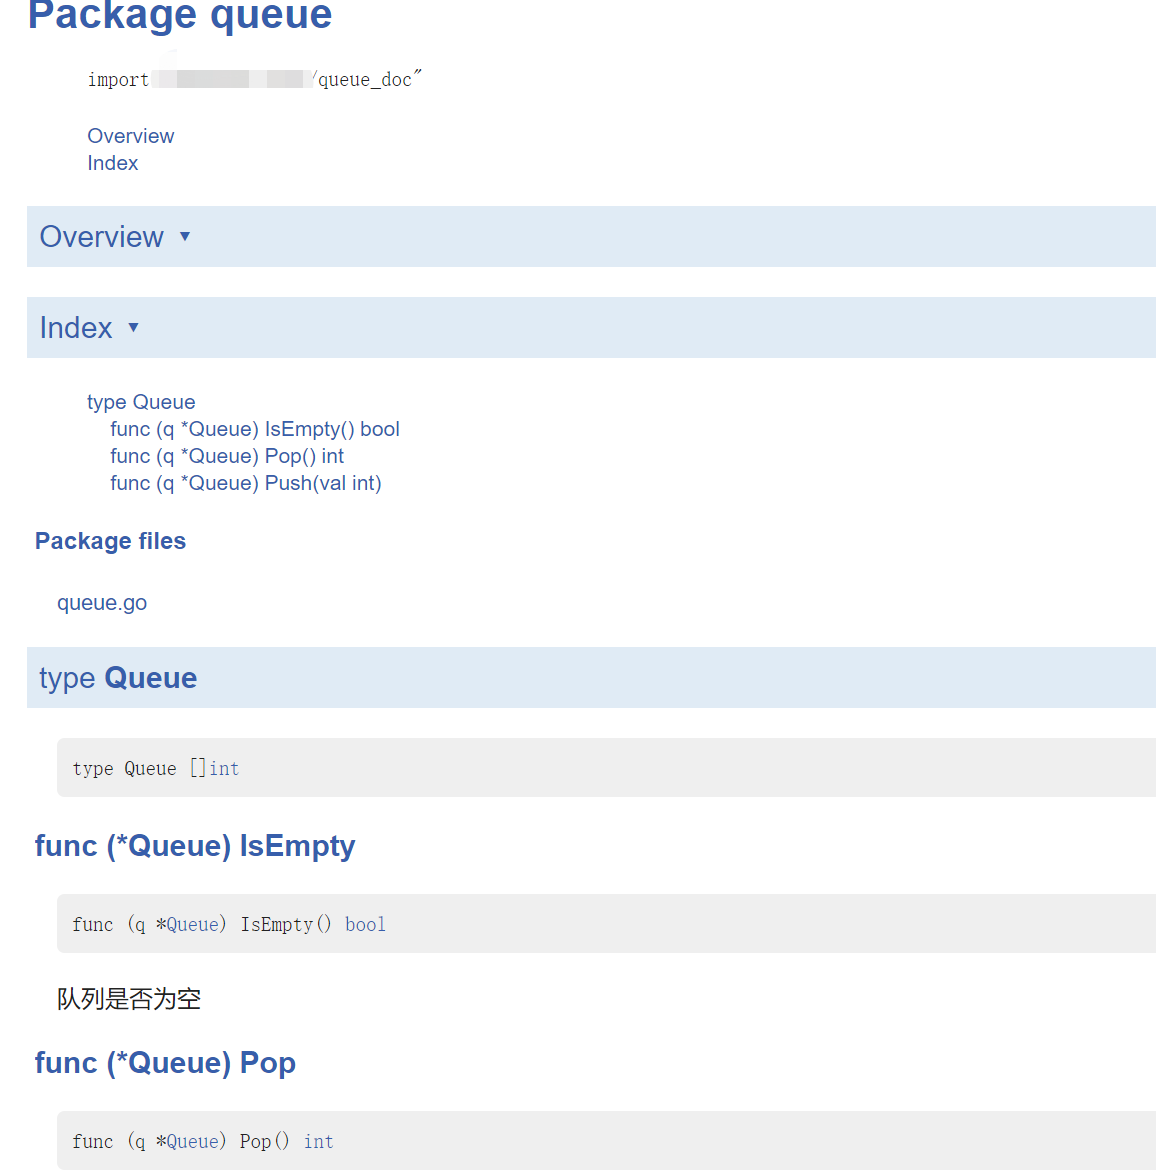 Package queue
import /queue_doc"
Overview
Index
Overview ▾
Index ▾
type Queue
func (q *Queue) IsEmpty() bool
func (q *Queue) Pop() int
func (q *Queue) Push(val int)
Package files
queue.go
type Queue
type Queue []int
func (*Queue) IsEmpty
func (q *Queue) IsEmpty() bool
队列是否为空
func (*Queue) Pop
func (q *Queue) Pop() int